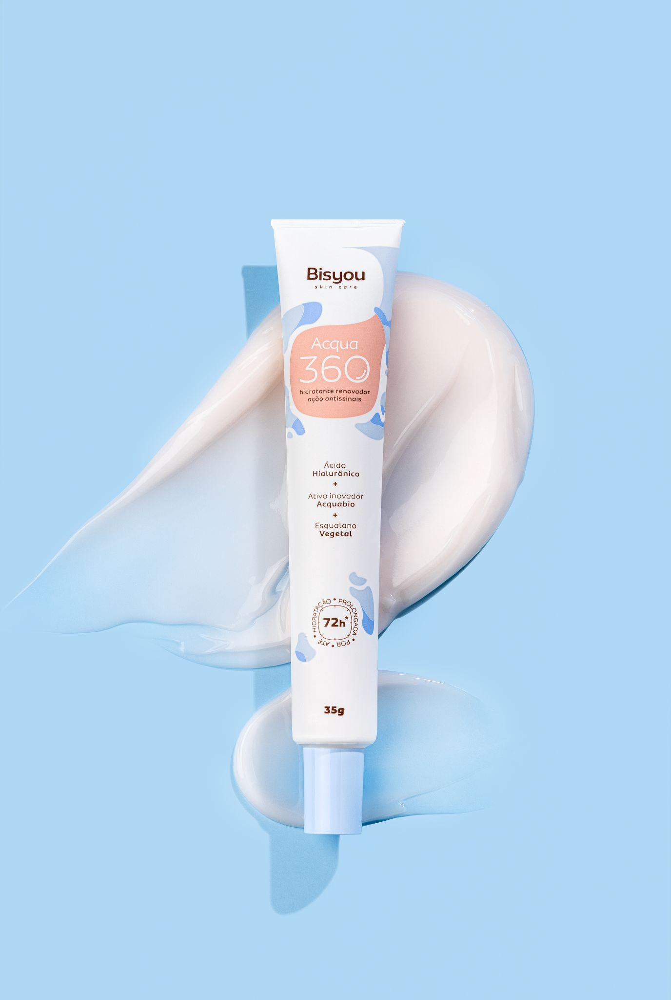 Bisyou
skin care
Acqua
360
hidratante renovador
ação antissinais
Ácido
Hialurônico
+
Ativo inovador
Acquabio
+
Esqualano
Vegetal
HIDRATAÇÃO • PROLONGADA • POR • ATÉ •
72h*
35g